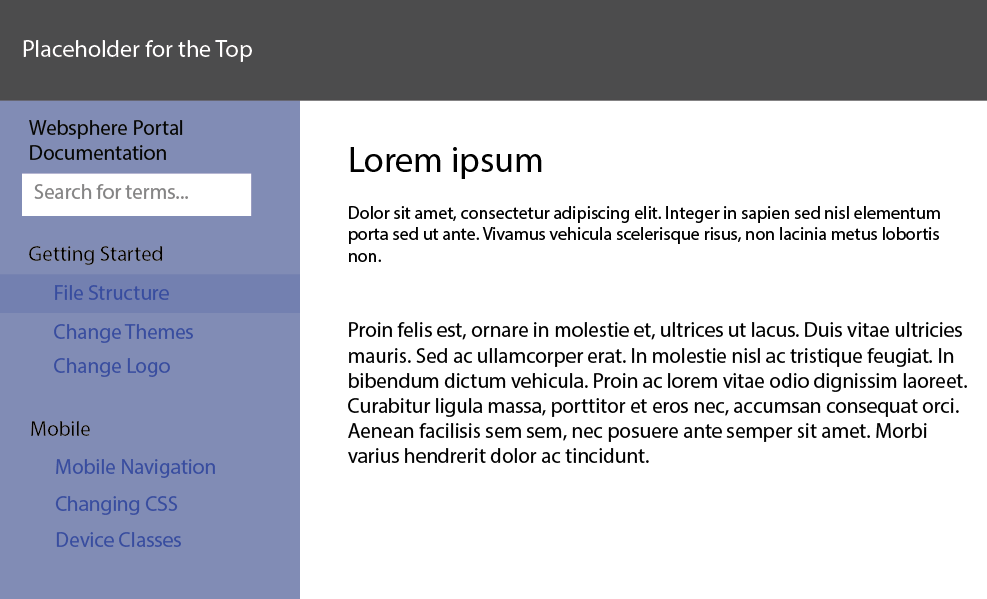 Placeholder for the Top
Websphere Portal
Documentation
Search for terms...
Getting Started
File Structure
Change Themes
Change Logo
Mobile
Mobile Navigation
Changing CSS
Device Classes
Lorem ipsum
Dolor sit amet, consectetur adipiscing elit. Integer in sapien sed nisl elementum
porta sed ut ante. Vivamus vehicula scelerisque risus, non lacinia metus lobortis
non.
Proin felis est, ornare in molestie et, ultrices ut lacus. Duis vitae ultricies
mauris. Sed ac ullamcorper erat. In molestie nisl ac tristique feugiat. In
bibendum dictum vehicula. Proin ac lorem vitae odio dignissim laoreet.
Curabitur ligula massa, porttitor et eros nec, accumsan consequat orci.
Aenean facilisis sem sem, nec posuere ante semper sit amet. Morbi
varius hendrerit dolor ac tincidunt.